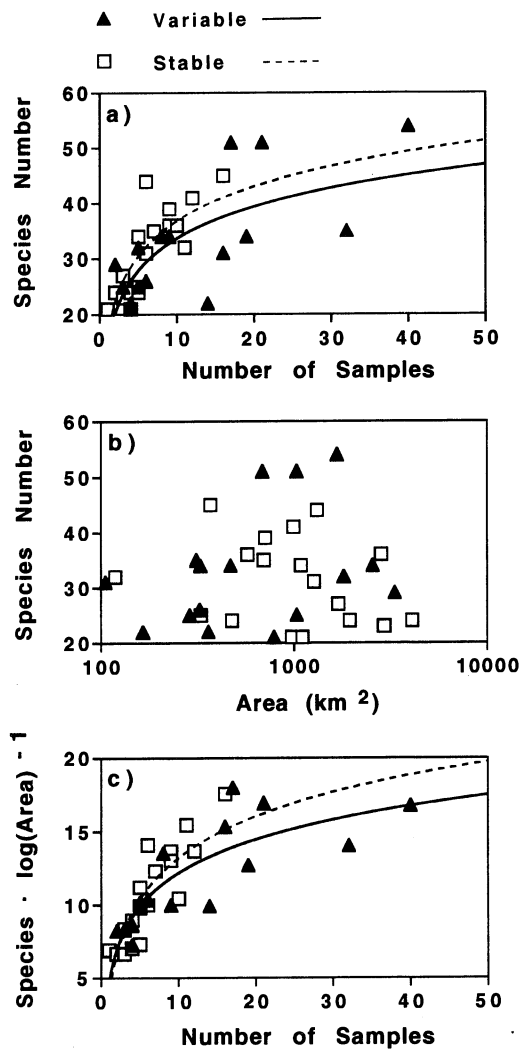 ▲ Variable
□ Stable
a)
Species Number
60
50
40
30
20
0 10 20 30 40 50
Number of Samples
b)
Species Number
60
50
40
30
20
100 1000 10000
Area (km 2)
c)
Species · log(Area) - 1
20
15
10
5
0 10 20 30 40 50
Number of Samples